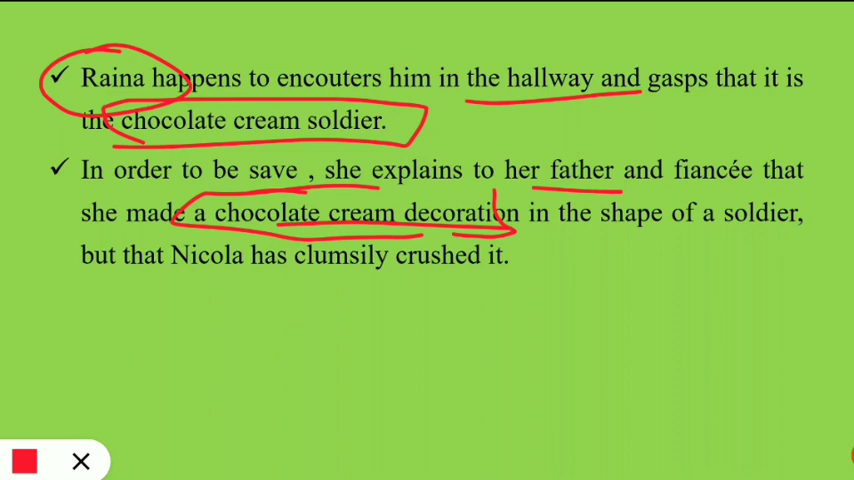 ✓ Raina happens to encouters him in the hallway and gasps that it is
the chocolate cream soldier.
✓ In order to be save , she explains to her father and fiancée that
she made a chocolate cream decoration in the shape of a soldier,
but that Nicola has clumsily crushed it.